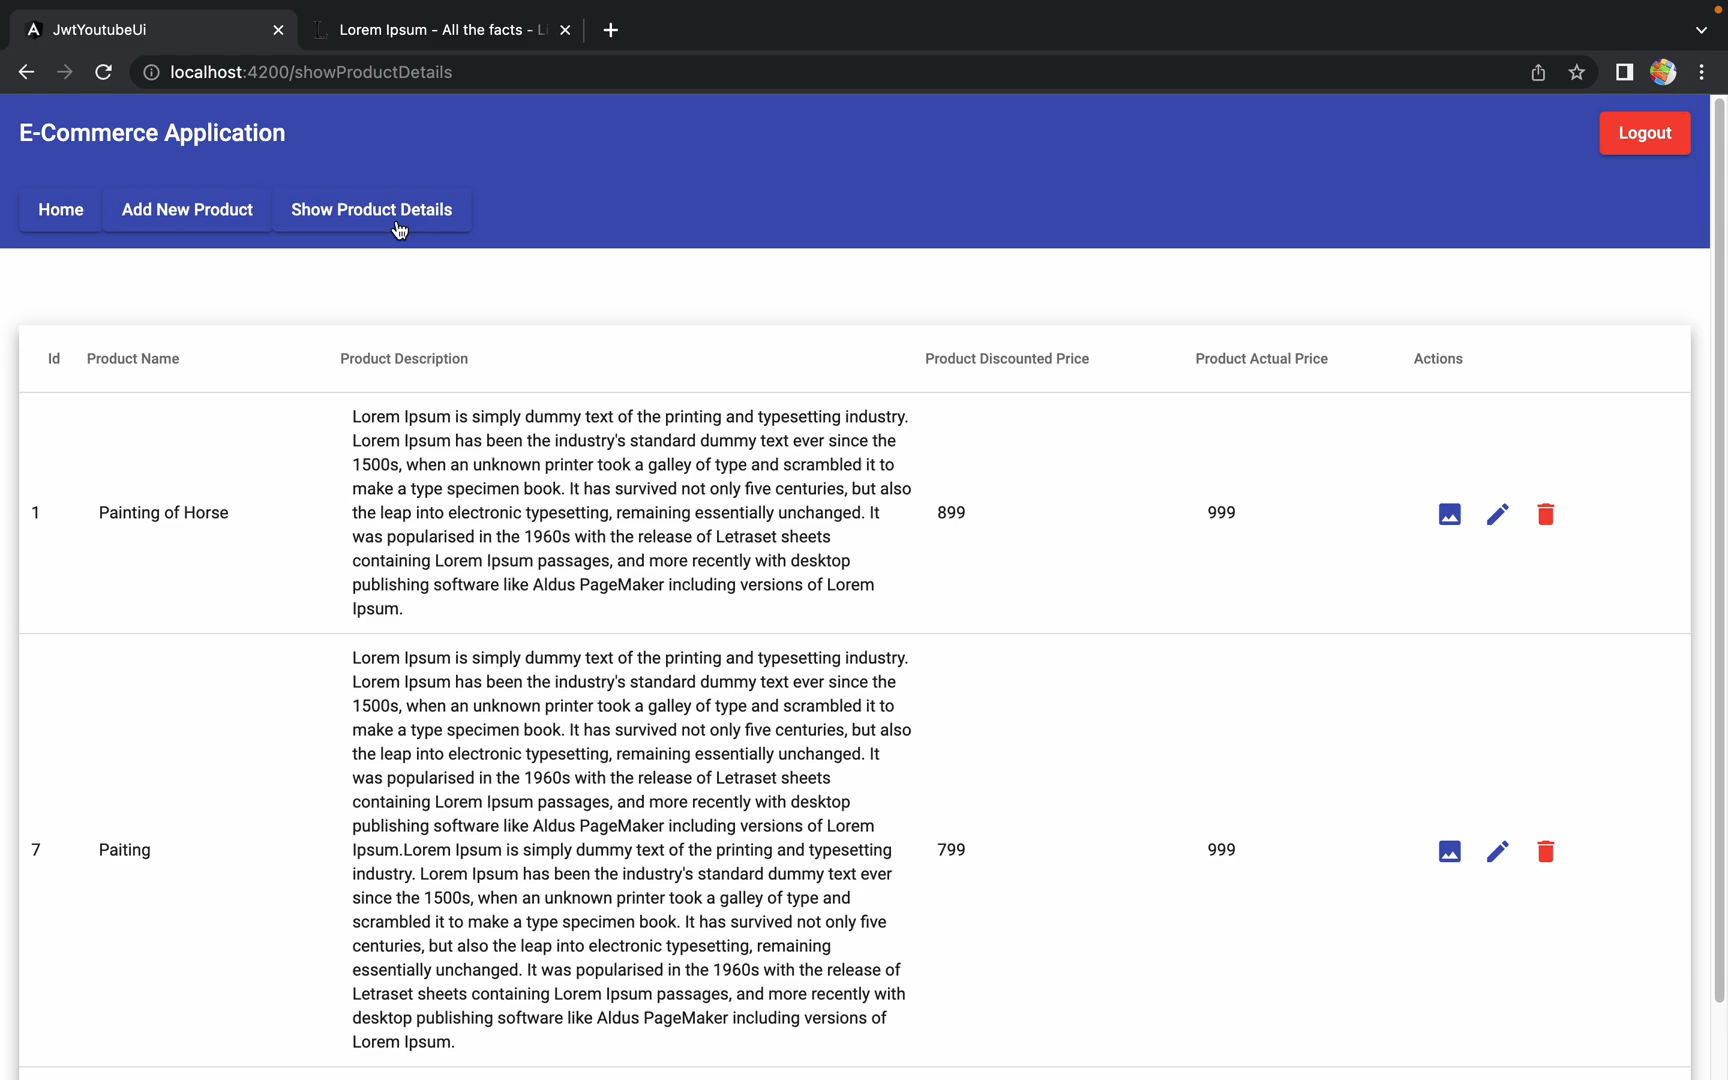 JwtYoutubeUi
Lorem Ipsum - All the facts - Li
localhost:4200/showProductDetails
E-Commerce Application
Logout
Home
Add New Product
Show Product Details
Id
Product Name
Product Description
Product Discounted Price
Product Actual Price
Actions
1
Painting of Horse
Lorem Ipsum is simply dummy text of the printing and typesetting industry.
Lorem Ipsum has been the industry's standard dummy text ever since the
1500s, when an unknown printer took a galley of type and scrambled it to
make a type specimen book. It has survived not only five centuries, but also
the leap into electronic typesetting, remaining essentially unchanged. It
was popularised in the 1960s with the release of Letraset sheets
containing Lorem Ipsum passages, and more recently with desktop
publishing software like Aldus PageMaker including versions of Lorem
Ipsum.
899
999
7
Paiting
Lorem Ipsum is simply dummy text of the printing and typesetting industry.
Lorem Ipsum has been the industry's standard dummy text ever since the
1500s, when an unknown printer took a galley of type and scrambled it to
make a type specimen book. It has survived not only five centuries, but also
the leap into electronic typesetting, remaining essentially unchanged. It
was popularised in the 1960s with the release of Letraset sheets
containing Lorem Ipsum passages, and more recently with desktop
publishing software like Aldus PageMaker including versions of Lorem
Ipsum.Lorem Ipsum is simply dummy text of the printing and typesetting
industry. Lorem Ipsum has been the industry's standard dummy text ever
since the 1500s, when an unknown printer took a galley of type and
scrambled it to make a type specimen book. It has survived not only five
centuries, but also the leap into electronic typesetting, remaining
essentially unchanged. It was popularised in the 1960s with the release of
Letraset sheets containing Lorem Ipsum passages, and more recently with
desktop publishing software like Aldus PageMaker including versions of
Lorem Ipsum.
799
999